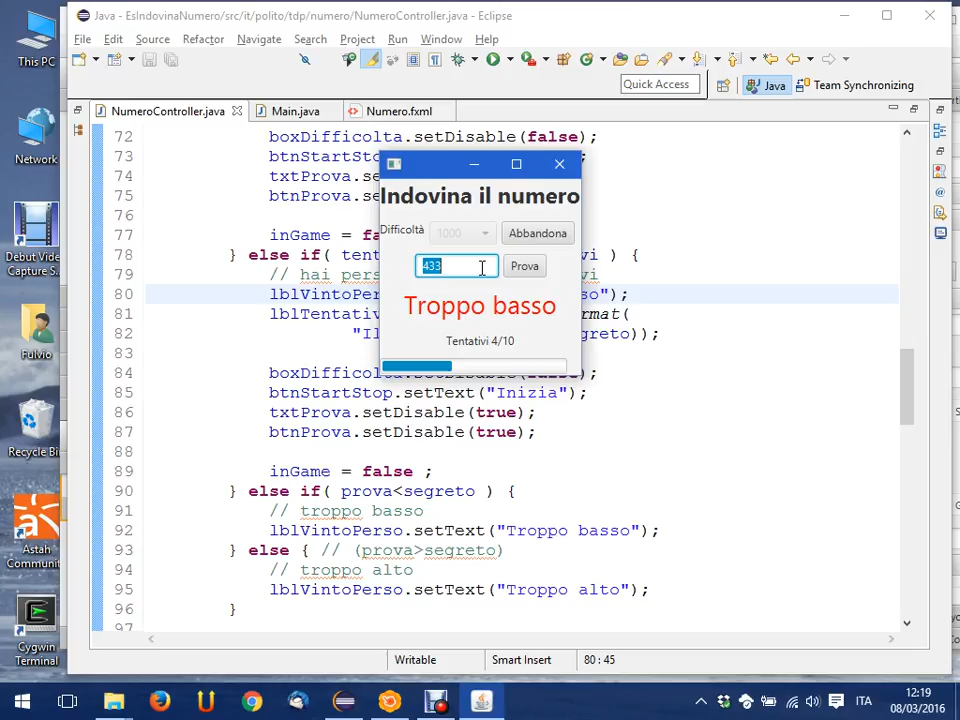 Java - EsIndovinaNumero/src/it/polito/tdp/numero/NumeroController.java - Eclipse
File Edit Source Refactor Navigate Search Project Run Window Help
Quick Access
Java
Team Synchronizing
NumeroController.java
Main.java
Numero.fxml
72 boxDifficolta.setDisable(false);
73 btnStartSto
74 txtProva.se
75 btnProva.s
76
77 inGame = fa
78 } else if( tent vi ) {
79 // hai pers vi
80 lblVintoPer so");
81 lblTentativ rmat(
82 "Il greto));
83
84 boxDifficolta.setDisable(false);
85 btnStartStop.setText("Inizia");
86 txtProva.setDisable(true);
87 btnProva.setDisable(true);
88
89 inGame = false ;
90 } else if( prova<segreto ) {
91 // troppo basso
92 lblVintoPerso.setText("Troppo basso");
93 } else { // (prova>segreto)
94 // troppo alto
95 lblVintoPerso.setText("Troppo alto");
96 }
97
Indovina il numero
Difficoltà 1000 Abbandona
433 Prova
Troppo basso
Tentativi 4/10
Writable
Smart Insert
80 : 45
This PC
Network
Debut Video
Capture S...
Fulvio
Recycle Bin
Astah
Communi...
Cygwin
Terminal
ITA
12:19
08/03/2016